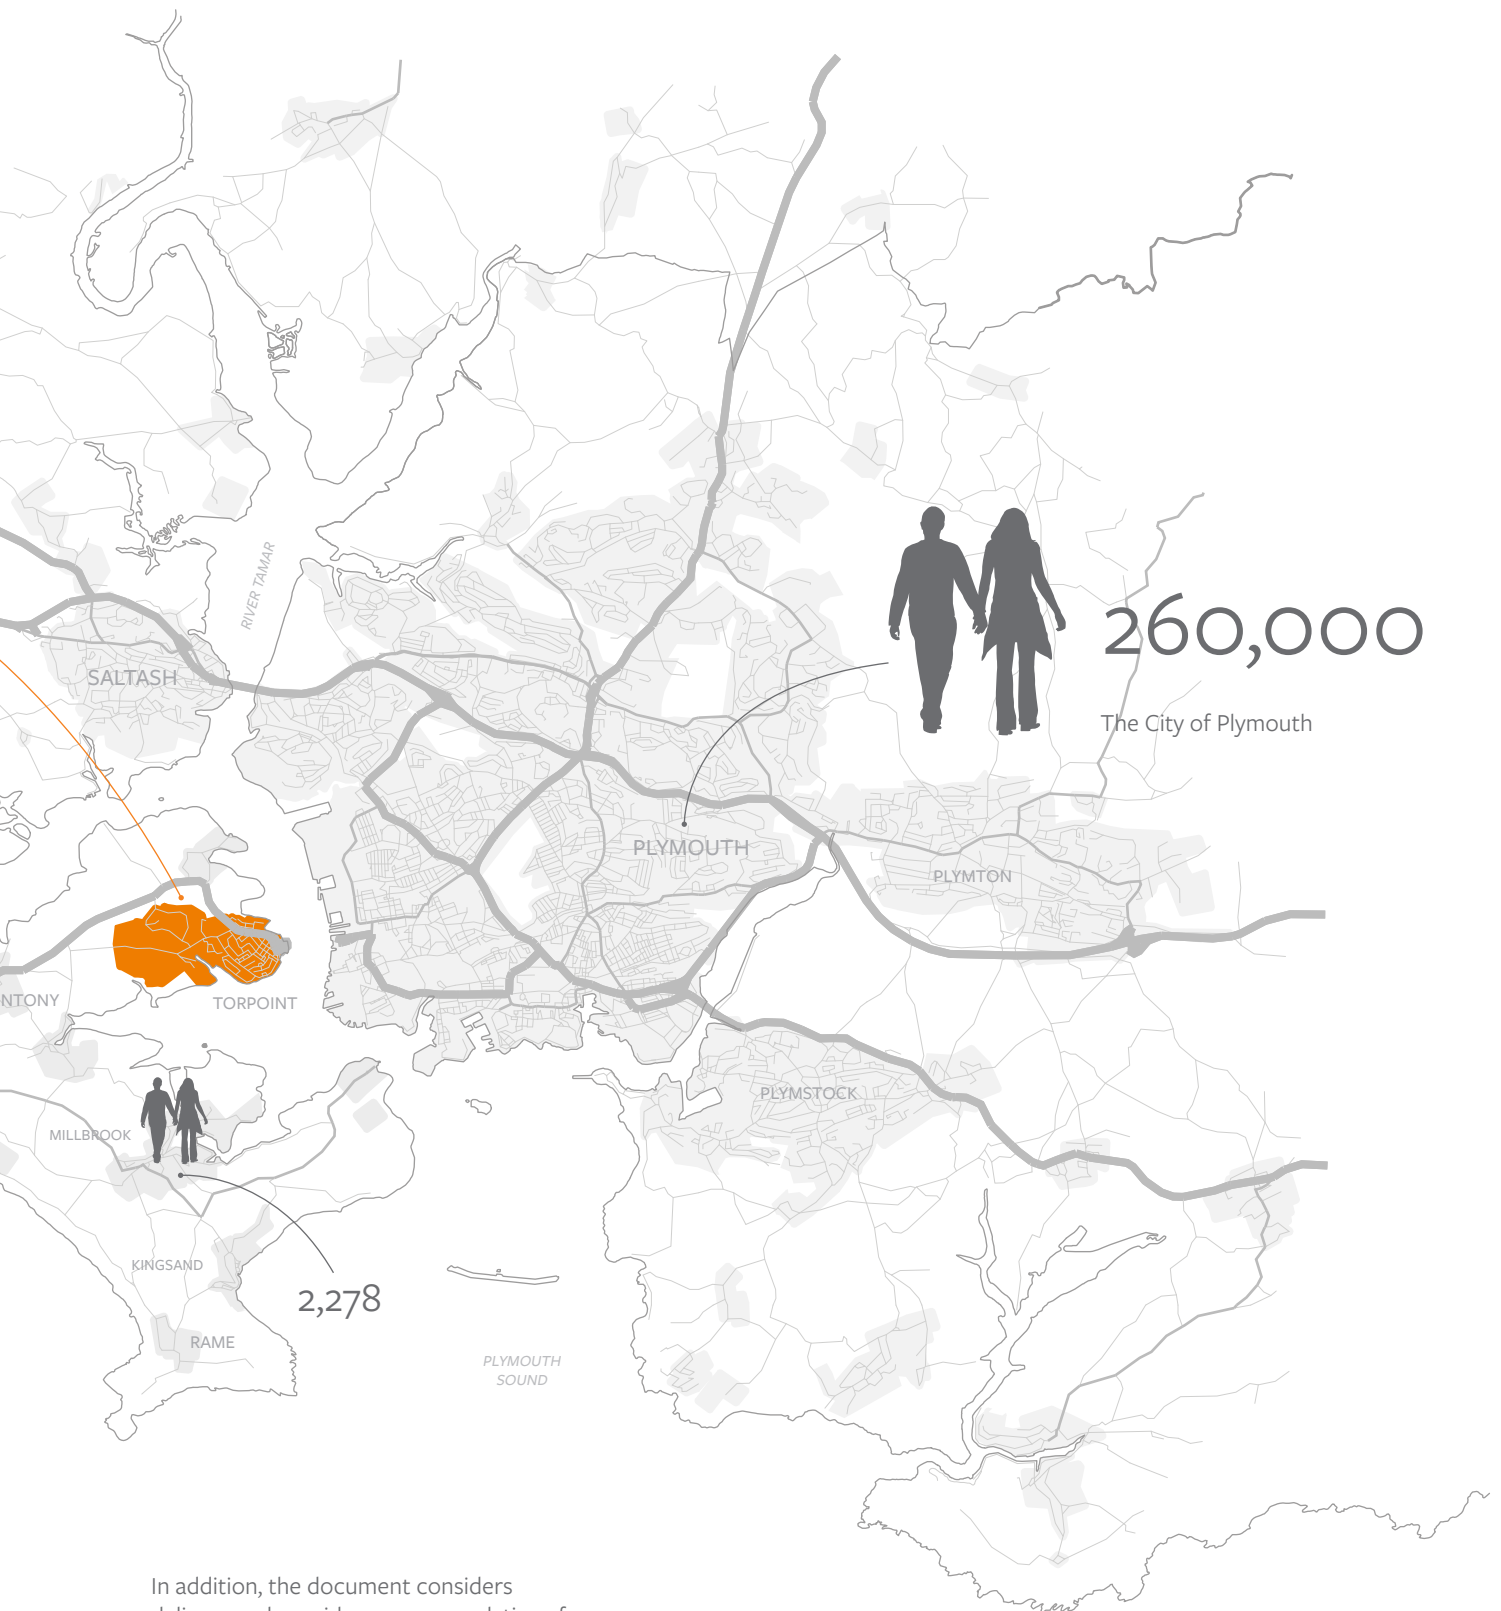 RIVER TAMAR
260,000
SALTASH
The City of Plymouth
PLYMOUTH
PLYMTON
NTONY
TORPOINT
PLYMSTOCK
MILLBROOK
KINGSAND
2,278
RAME
PLYMOUTH
SOUND
In addition, the document considers